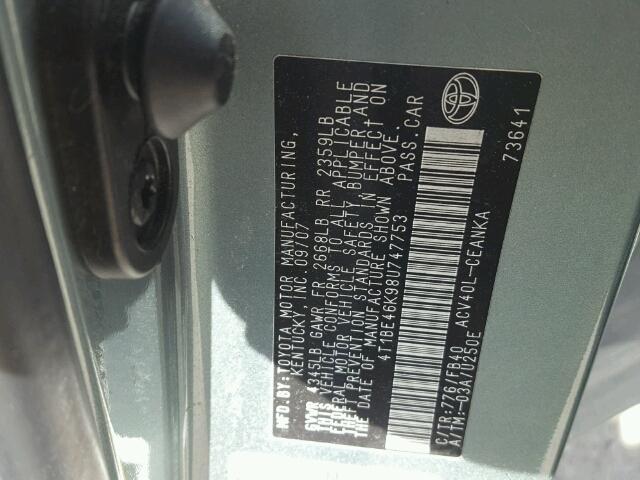 MFD.BY: TOYOTA MOTOR MANUFACTURING,
KENTUCKY INC. 09/07
GVWR 4345LB GAWR FR 2668LB RR 2359LB
THIS VEHICLE CONFORMS TO ALL APPLICABLE
FEDERAL MOTOR VEHICLE SAFETY, BUMPER AND
THEFT PREVENTION STANDARDS IN EFFECT ON
THE DATE OF MANUFACTURE SHOWN ABOVE.
4T1BE46K98U747753 PASS. CAR
C/TR:776/FB40 ACV40L-CEANKA
A/TM:-03A/U250E
73641